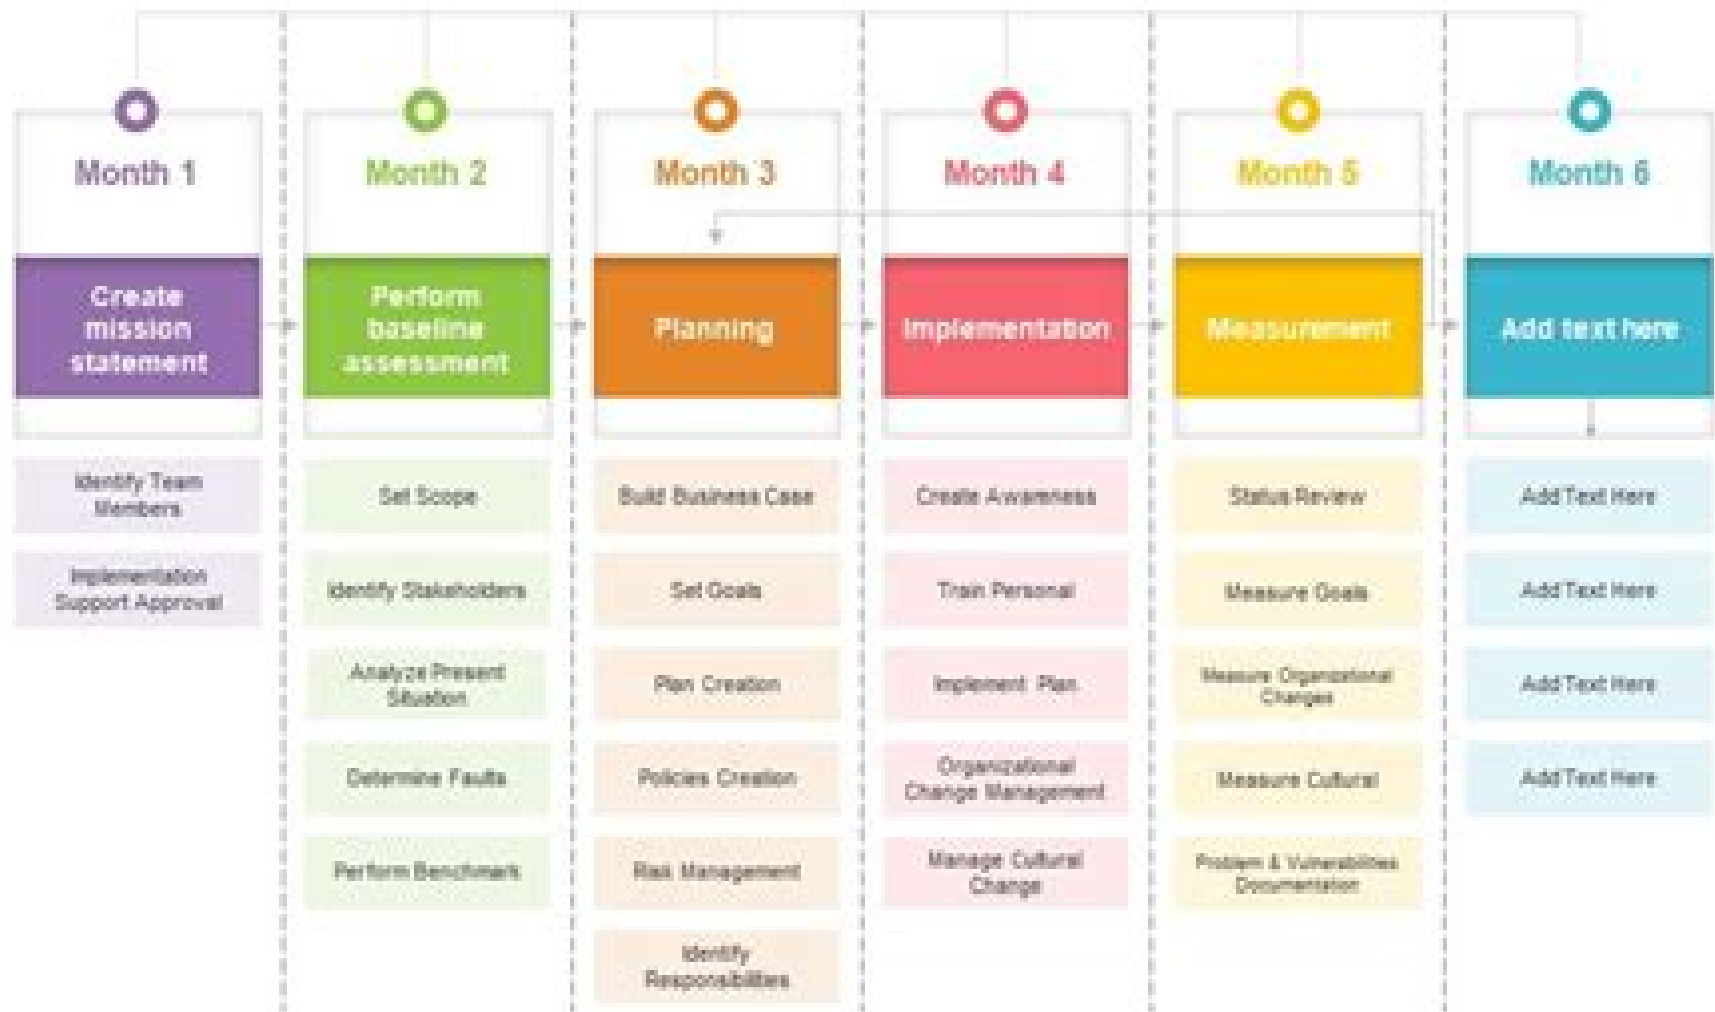 Month 1
Month 2
Month 3
Month 4
Month 5
Month 6
Create
mission
statement
Perform
baseline
assessment
Planning
Implementation
Measurement
Add text here
Identify Team
Members
Implementation
Support Approval
Set Scope
Identify Stakeholders
Analyze Present
Situation
Determine Faults
Perform Benchmark
Build Business Case
Set Goals
Plan Creation
Policies Creation
Risk Management
Identify
Responsibilities
Create Awareness
Train Personal
Implement Plan
Organizational
Change Management
Manage Cultural
Change
Status Review
Measure Goals
Measure Organizational
Changes
Measure Cultural
Problem & Vulnerabilities
Documentation
Add Text Here
Add Text Here
Add Text Here
Add Text Here